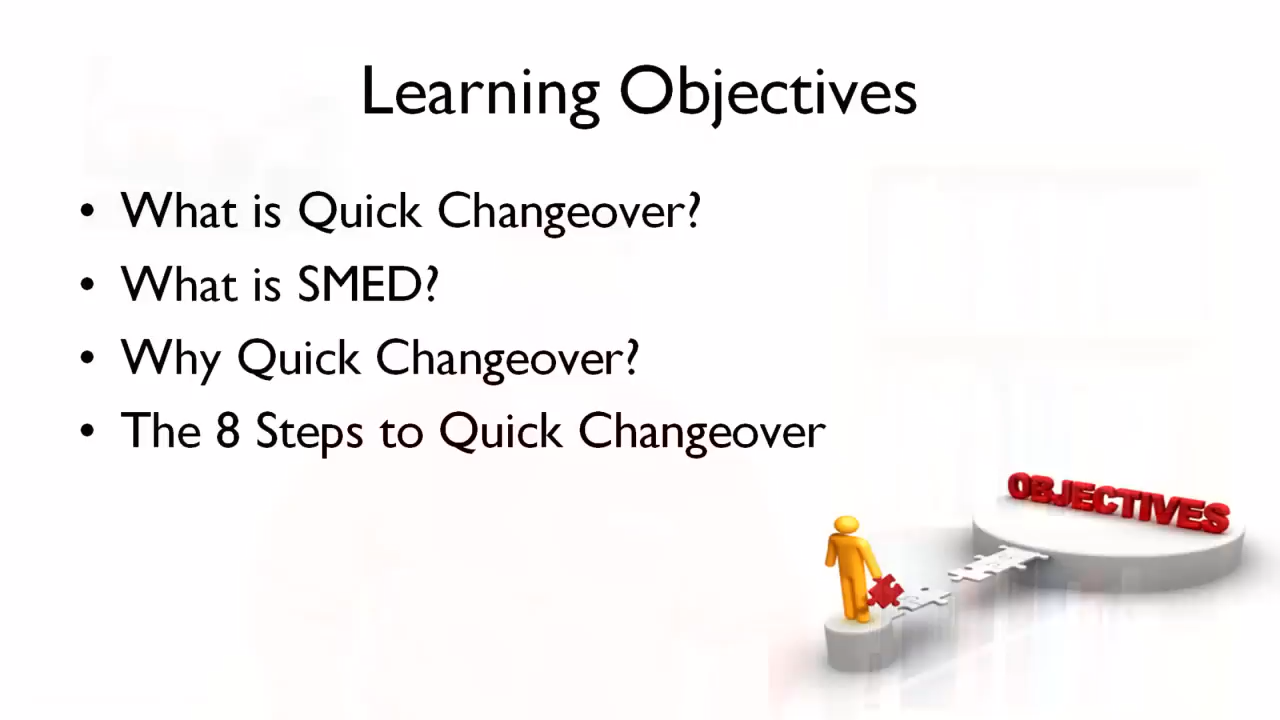 Learning Objectives
• What is Quick Changeover?
• What is SMED?
• Why Quick Changeover?
• The 8 Steps to Quick Changeover
OBJECTIVES